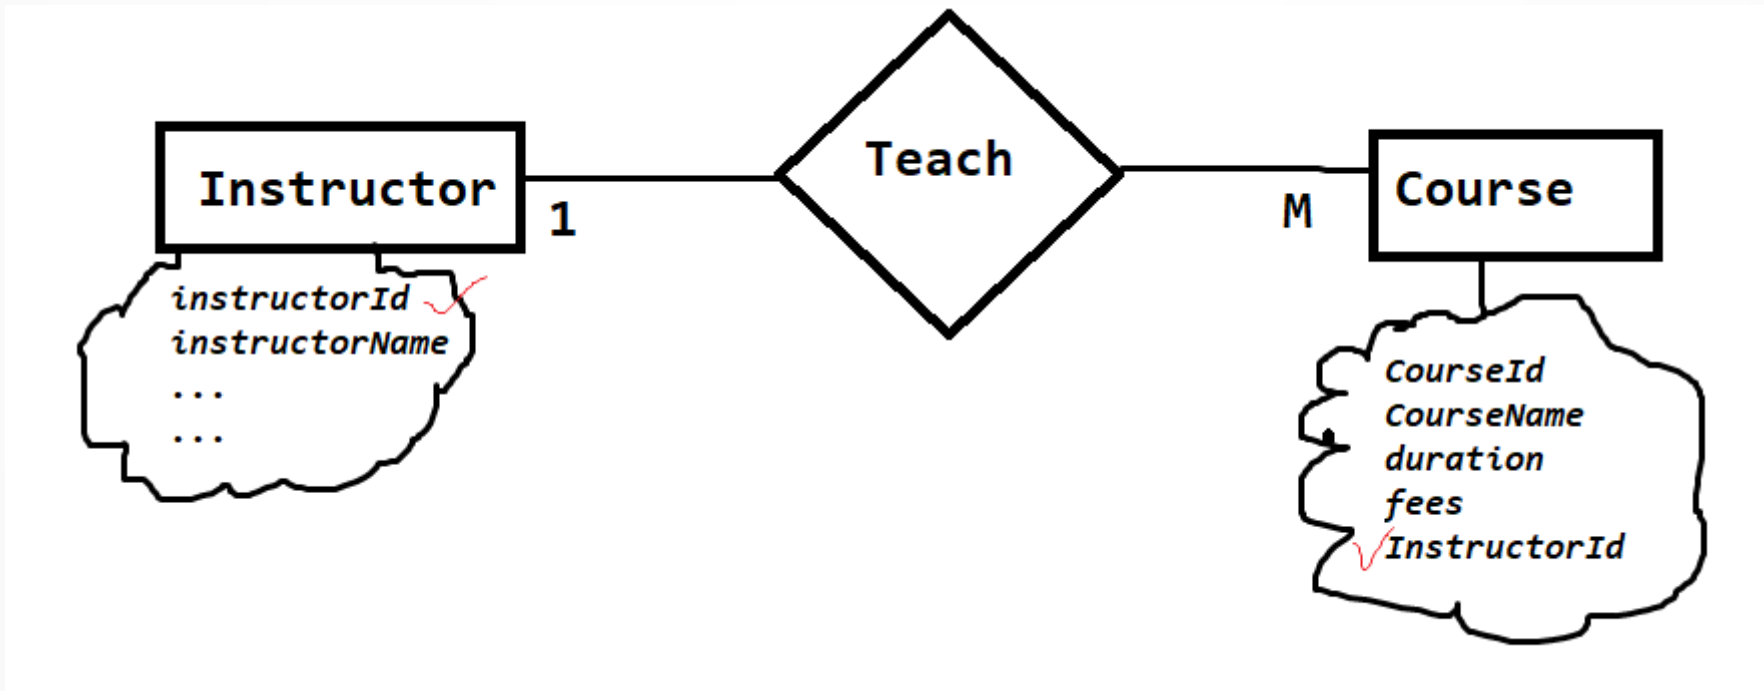 Instructor
1
Teach
M
Course
instructorId
instructorName
...
...
CourseId
CourseName
duration
fees
InstructorId